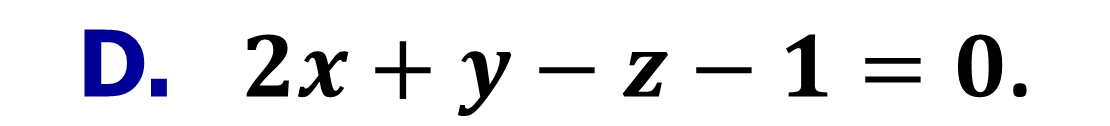 D. 2x + y − z − 1 = 0.